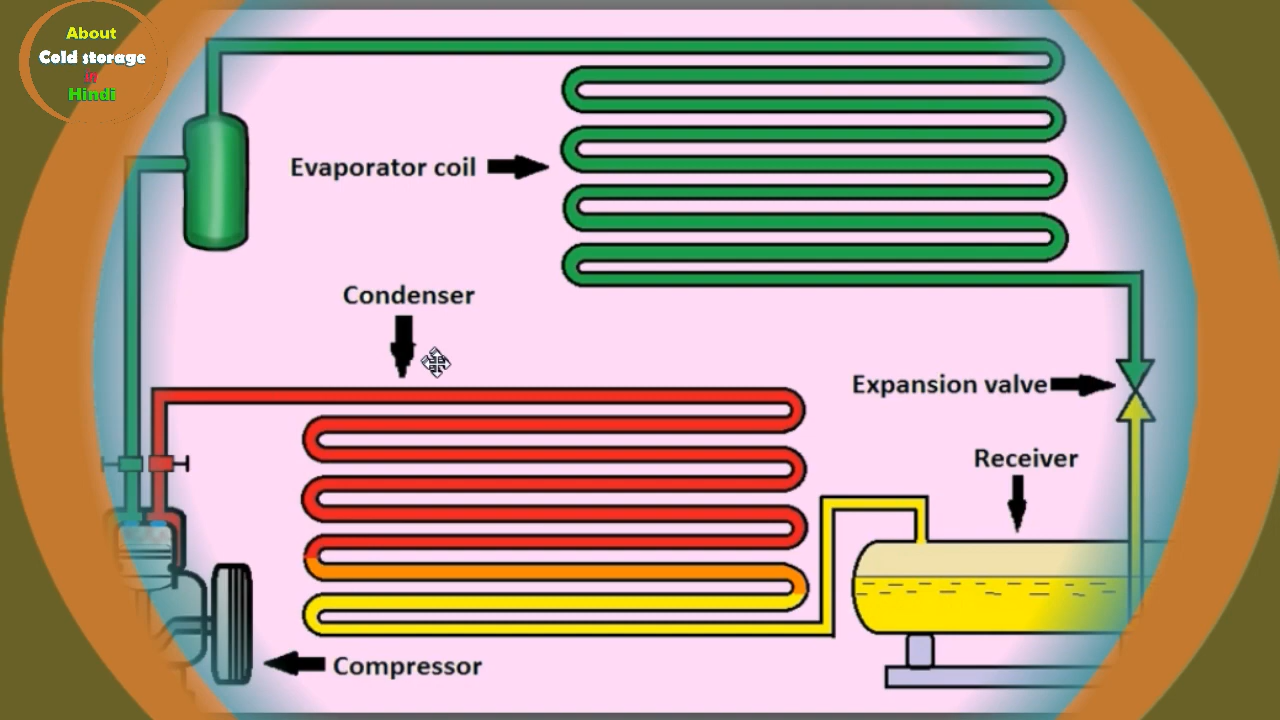 About
Cold storage
in
Hindi
Evaporator coil
Condenser
Expansion valve
Receiver
Compressor